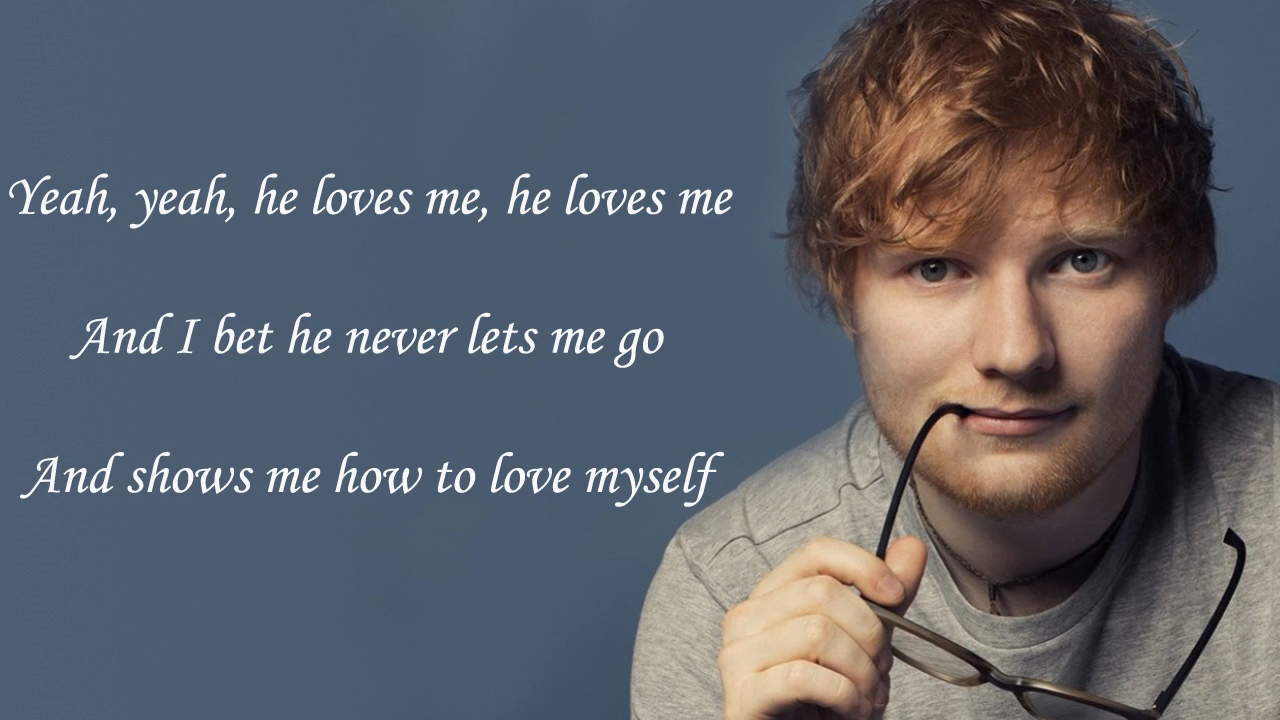 Yeah, yeah, he loves me, he loves me
And I bet he never lets me go
And shows me how to love myself